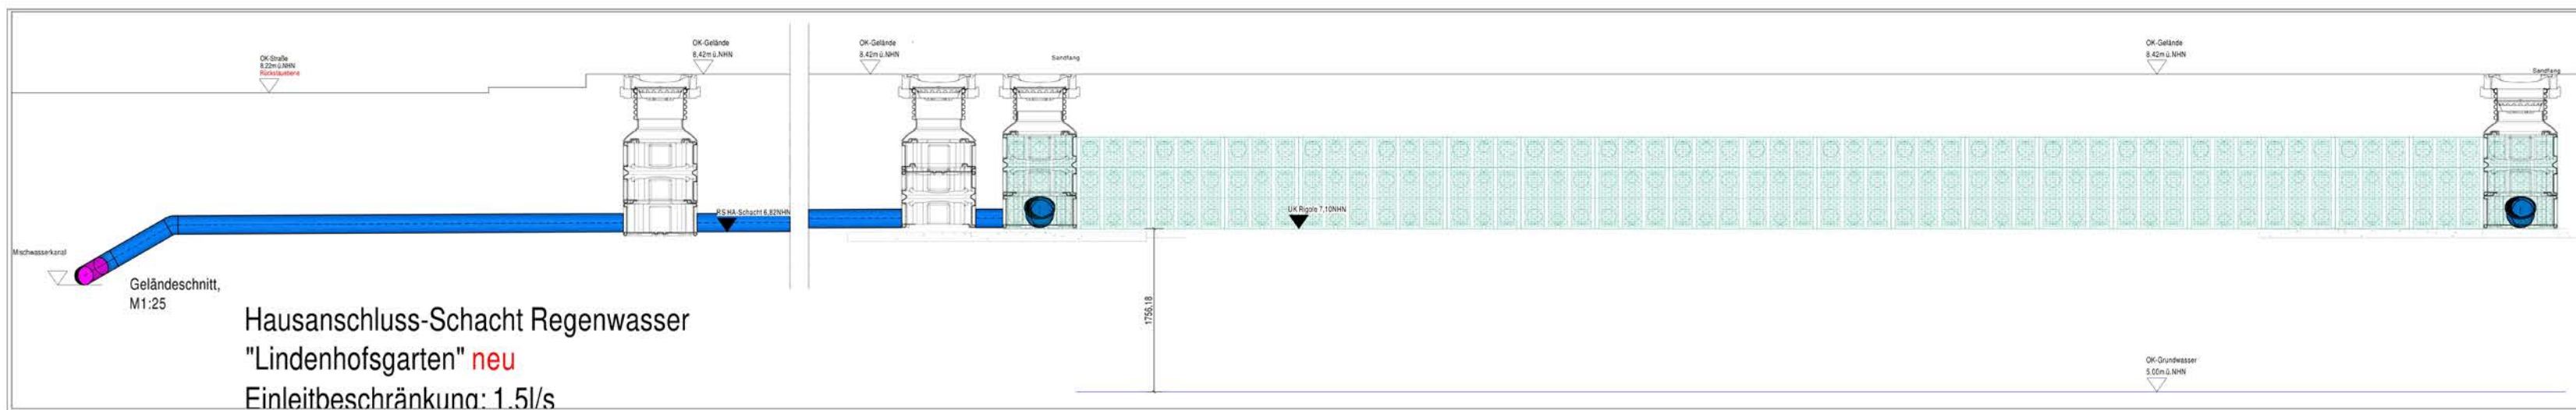 OK-Straße
8,22m ü.NHN
Rückstauebene
OK-Gelände
8,42m ü.NHN
OK-Gelände
8,42m ü.NHN
Sandfang
OK-Gelände
8,42m ü.NHN
Sandfang
RS HA-Schacht 6,82NHN
UK Rigole 7,10NHN
Mischwasserkanal
Geländeschnitt,
M1:25
1756,18
Hausanschluss-Schacht Regenwasser
"Lindenhofsgarten" neu
Einleitbeschränkung: 1,5l/s
OK-Grundwasser
5.00m ü.NHN